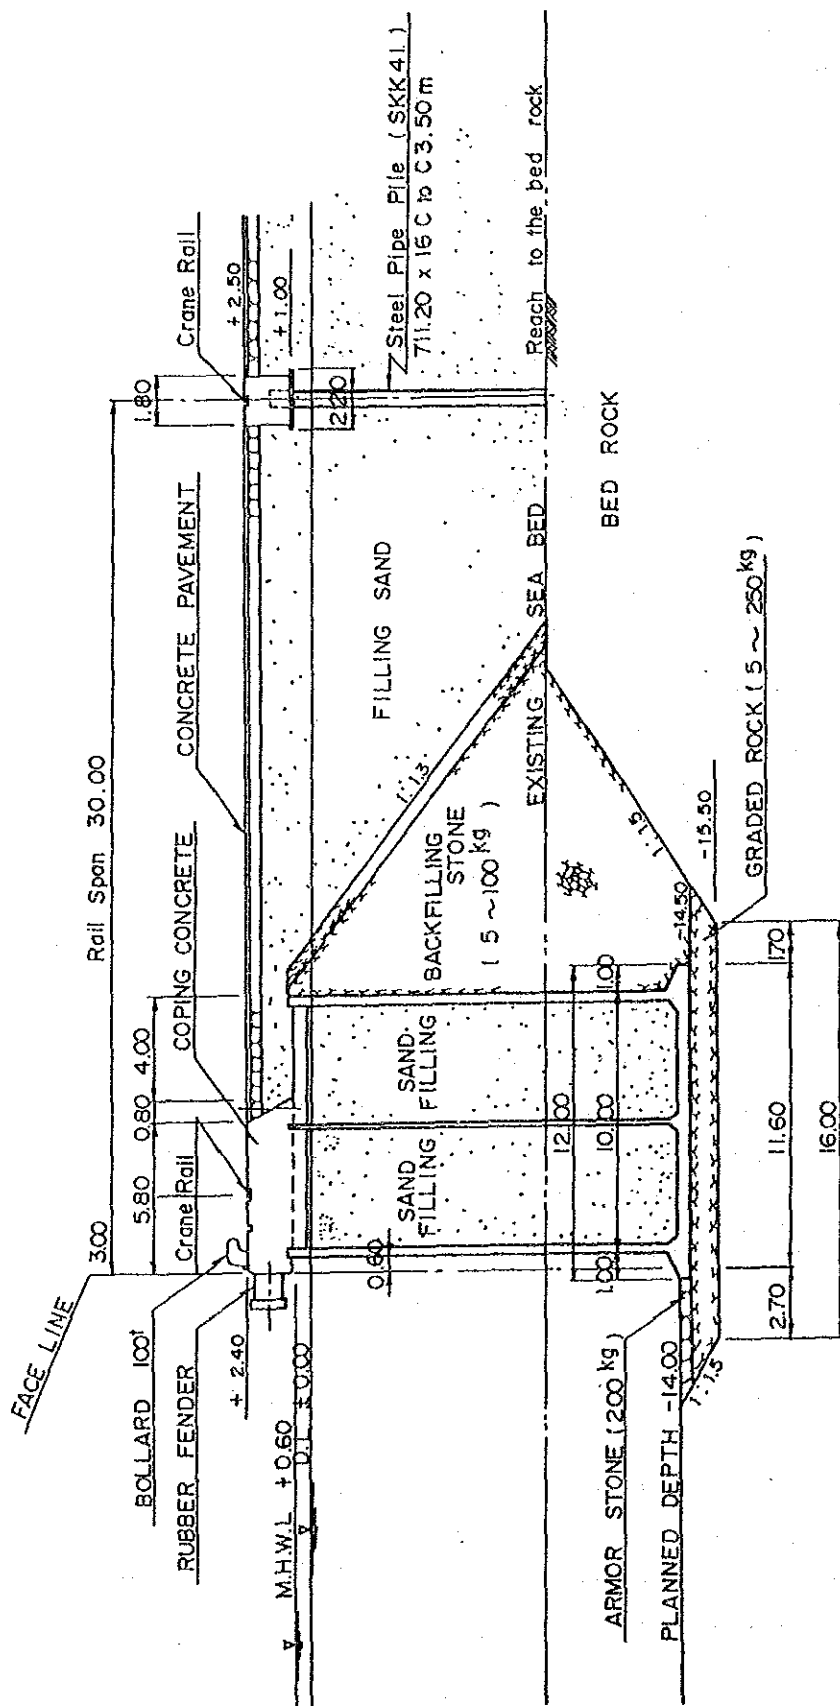 FACE LINE
BOLLARD 100t
RUBBER FENDER
+ 2.40
M.H.W.L +0.60
D.L ± 0.00
ARMOR STONE (200 kg)
PLANNED DEPTH -14.00
1 : 1.5
3.00
Rail Span 30.00
5.80
0.80
4.00
Crane Rail
COPING CONCRETE
CONCRETE PAVEMENT
1.80
Crane Rail
+ 2.50
+ 1.00
2.20
Steel Pipe Pile (SKK41.)
711.20 x 16 C to C 3.50m
SAND
FILLING
SAND
FILLING
BACKFILLING
STONE
( 5 ~100kg )
1 : 1.3
FILLING SAND
0.60
12.00
1.00
10.00
1.00
EXISTING SEA BED
Reach to the bed rock
BED ROCK
1 : 1.5
-14.50
-15.50
GRADED ROCK ( 5 ~ 250kg )
2.70
11.60
1.70
16.00